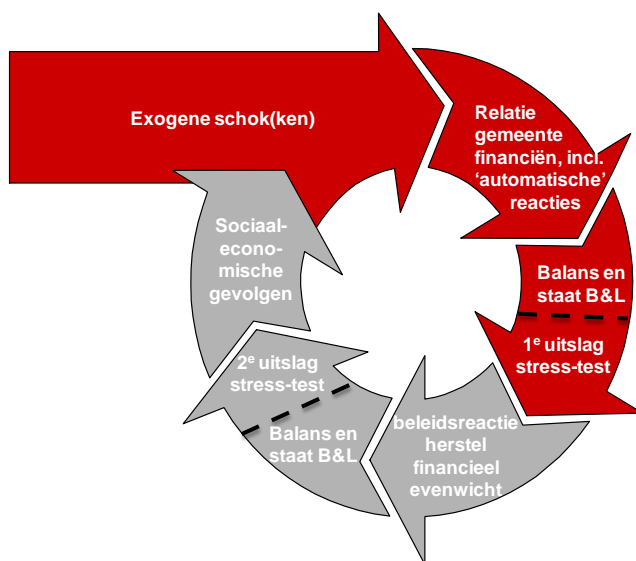 Exogene schok(ken)
Relatie
gemeente
financiën, incl.
‘automatische’
reacties
Balans en
staat B&L
1e uitslag
stress-test
beleidsreactie
herstel
financieel
evenwicht
2e uitslag
stress-test
Balans en
staat B&L
Sociaal-
econo-
mische
gevolgen